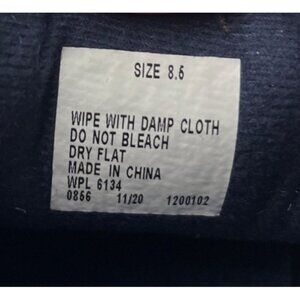 SIZE 8.5
WIPE WITH DAMP CLOTH
DO NOT BLEACH
DRY FLAT
MADE IN CHINA
WPL 6134
0856 11/20 1200102